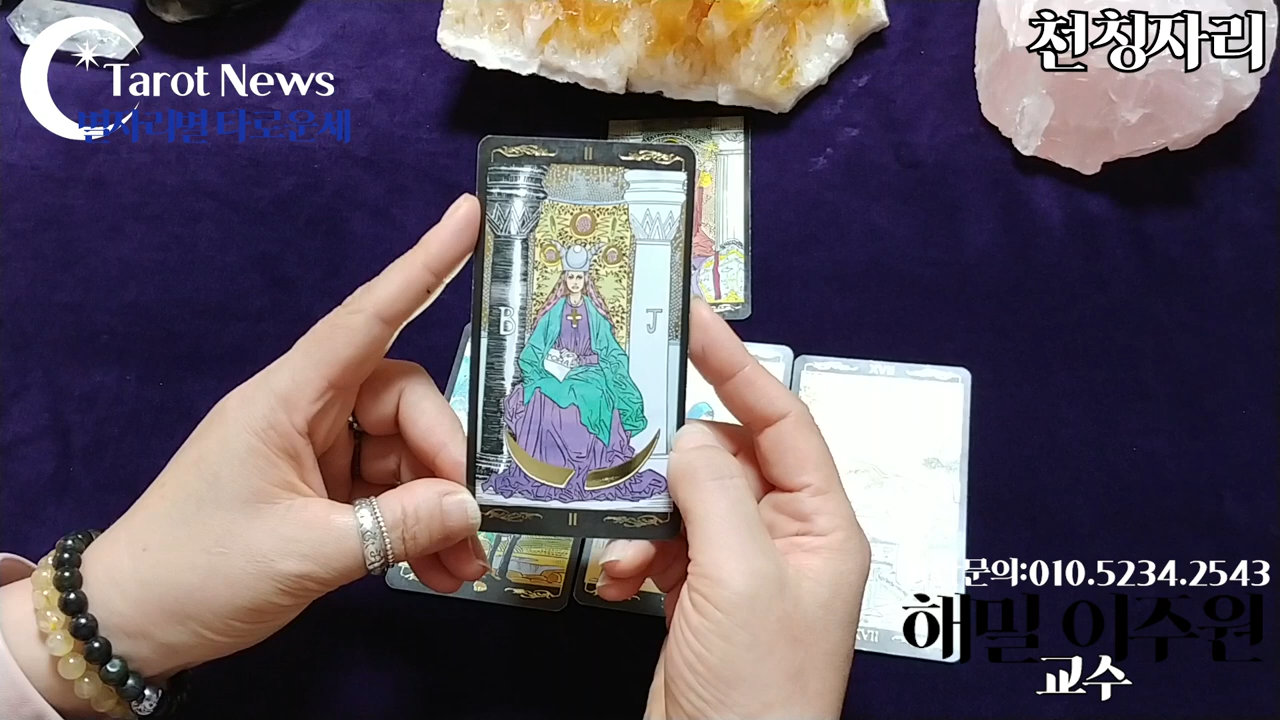 Tarot News
별자리별 타로운세
천칭자리
II
B
J
II
XVII
XVII
문의:010.5234.2543
해밀 이주원
교수